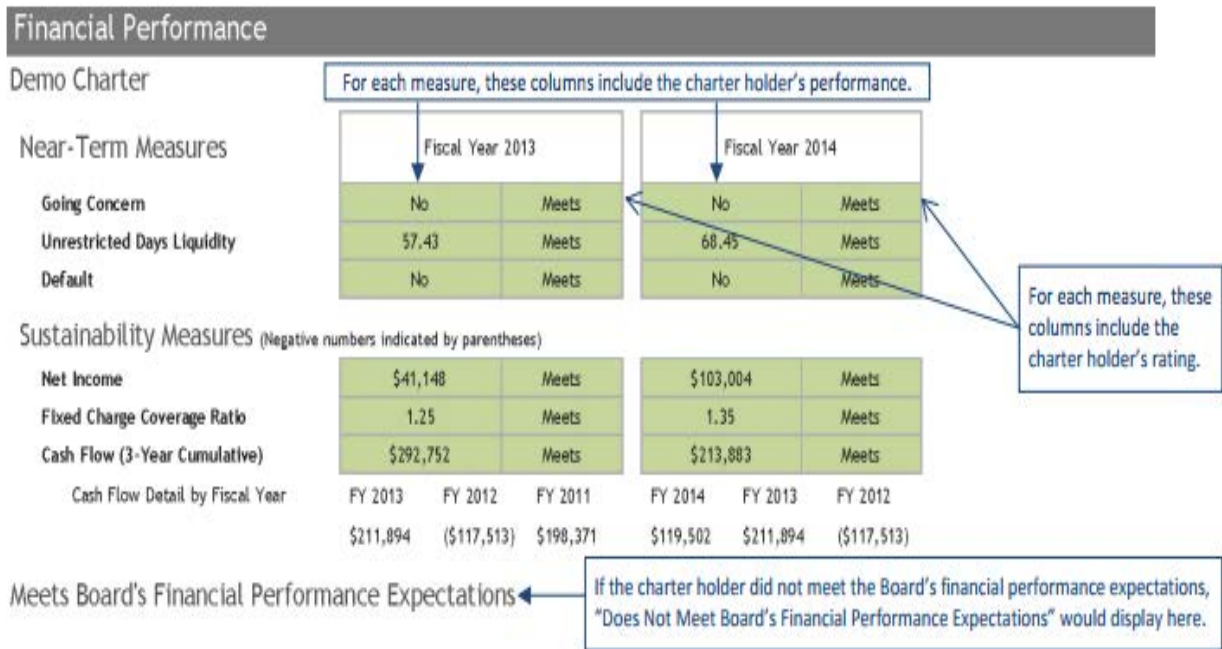 Financial Performance
Demo Charter
For each measure, these columns include the charter holder's performance.
Near-Term Measures
Fiscal Year 2013 Fiscal Year 2014
Going Concern No Meets No Meets
Unrestricted Days Liquidity 57.43 Meets 68.45 Meets
Default No Meets No Meets
For each measure, these
columns include the
charter holder's rating.
Sustainability Measures (Negative numbers indicated by parentheses)
Net Income $41,148 Meets $103,004 Meets
Fixed Charge Coverage Ratio 1.25 Meets 1.35 Meets
Cash Flow (3-Year Cumulative) $292,752 Meets $213,883 Meets
Cash Flow Detail by Fiscal Year FY 2013 FY 2012 FY 2011 FY 2014 FY 2013 FY 2012
$211,894 ($117,513) $198,371 $119,502 $211,894 ($117,513)
Meets Board's Financial Performance Expectations
If the charter holder did not meet the Board's financial performance expectations,
"Does Not Meet Board's Financial Performance Expectations" would display here.